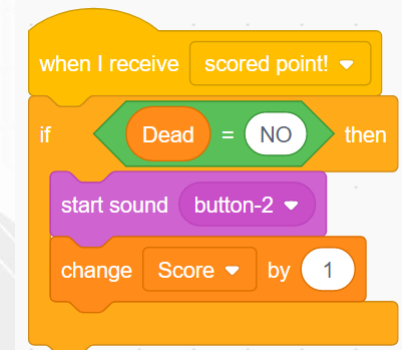 when I receive scored point!
if Dead = NO then
start sound button-2
change Score by 1